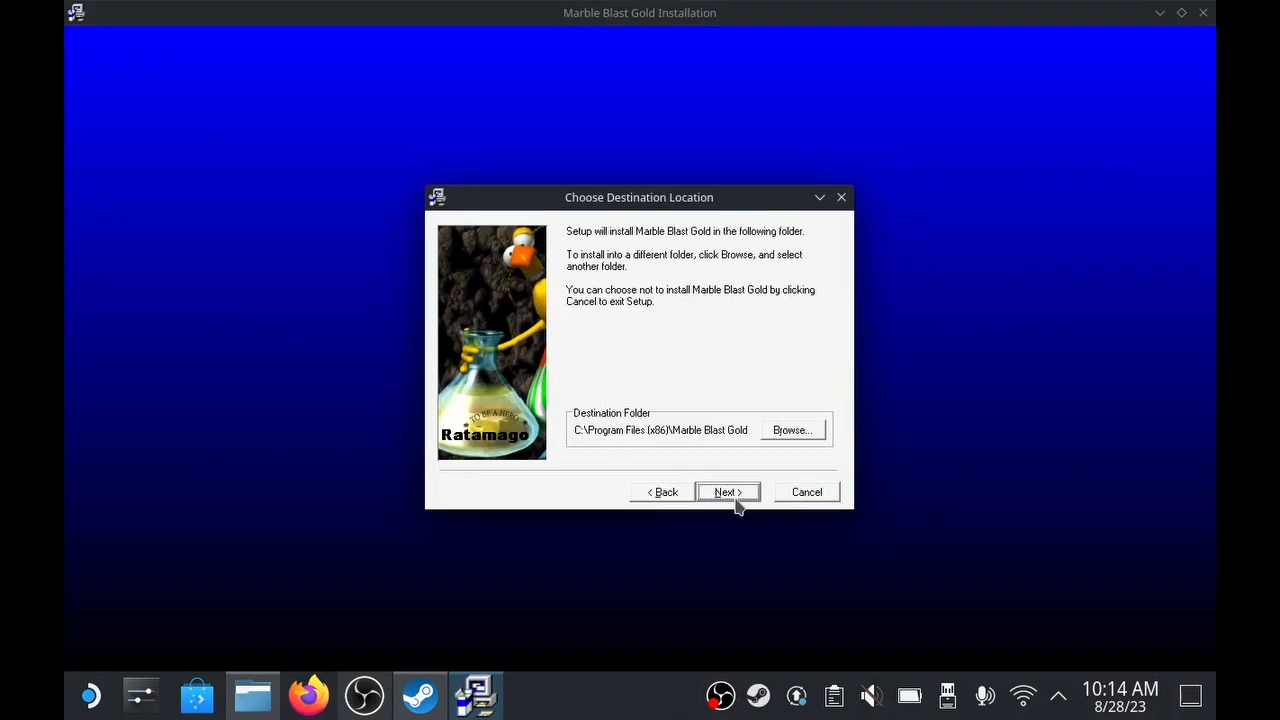 Marble Blast Gold Installation
Choose Destination Location
Setup will install Marble Blast Gold in the following folder.
To install into a different folder, click Browse, and select
another folder.
You can choose not to install Marble Blast Gold by clicking
Cancel to exit Setup.
TO BE A HERO
Ratamago
Destination Folder
C:\Program Files (x86)\Marble Blast Gold
Browse...
< Back
Next >
Cancel
10:14 AM
8/28/23